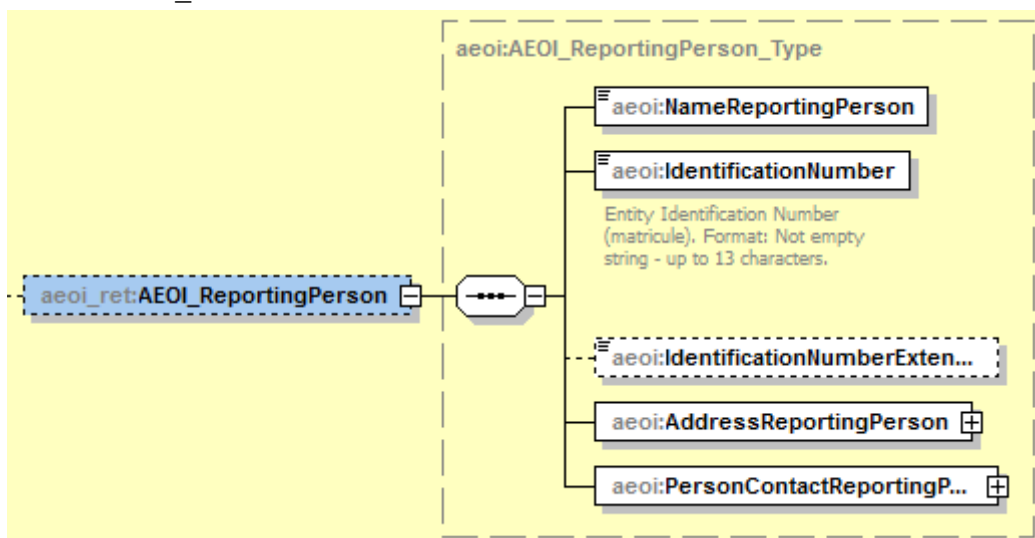 aeoi:AEOI_ReportingPerson_Type
aeoi:NameReportingPerson
aeoi:IdentificationNumber
Entity Identification Number
(matricule). Format: Not empty
string - up to 13 characters.
aeoi_ret:AEOI_ReportingPerson
aeoi:IdentificationNumberExten...
aeoi:AddressReportingPerson
aeoi:PersonContactReportingP...